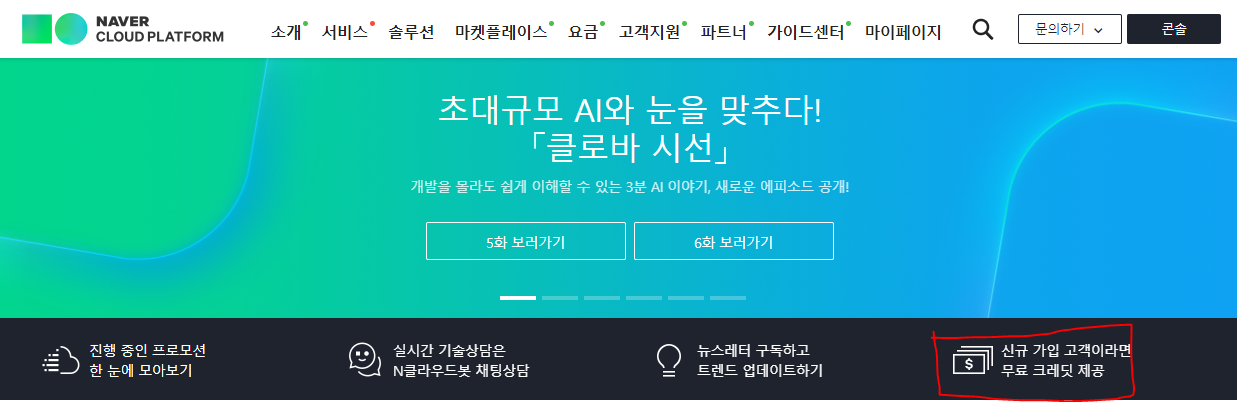 NAVER
CLOUD PLATFORM
소개 서비스 솔루션 마켓플레이스 요금 고객지원 파트너 가이드센터 마이페이지 문의하기 콘솔
초대규모 AI와 눈을 맞추다!
「클로바 시선」
개발을 몰라도 쉽게 이해할 수 있는 3분 AI 이야기, 새로운 에피소드 공개!
5화 보러가기 6화 보러가기
진행 중인 프로모션
한 눈에 모아보기
실시간 기술상담은
N클라우드봇 채팅상담
뉴스레터 구독하고
트렌드 업데이트하기
$
신규 가입 고객이라면
무료 크레딧 제공